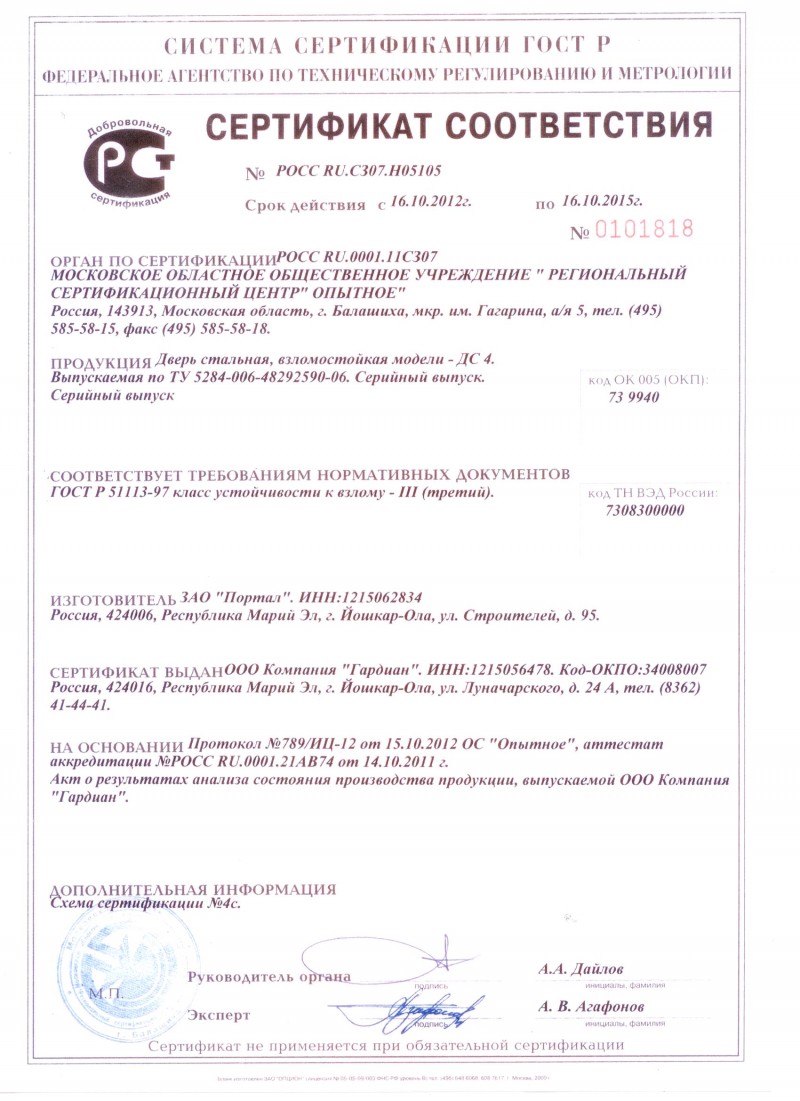 СИСТЕМА СЕРТИФИКАЦИИ ГОСТ Р
ФЕДЕРАЛЬНОЕ АГЕНТСТВО ПО ТЕХНИЧЕСКОМУ РЕГУЛИРОВАНИЮ И МЕТРОЛОГИИ
Добровольная
РСТ
сертификация
СЕРТИФИКАТ СООТВЕТСТВИЯ
№ РОСС RU.СЗ07.Н05105
Срок действия с 16.10.2012г. по 16.10.2015г.
№ 0101818
ОРГАН ПО СЕРТИФИКАЦИИ РОСС RU.0001.11СЗ07
МОСКОВСКОЕ ОБЛАСТНОЕ ОБЩЕСТВЕННОЕ УЧРЕЖДЕНИЕ " РЕГИОНАЛЬНЫЙ
СЕРТИФИКАЦИОННЫЙ ЦЕНТР" ОПЫТНОЕ"
Россия, 143913, Московская область, г. Балашиха, мкр. им. Гагарина, а/я 5, тел. (495)
585-58-15, факс (495) 585-58-18.
ПРОДУКЦИЯ Дверь стальная, взломостойкая модели - ДС 4.
Выпускаемая по ТУ 5284-006-48292590-06. Серийный выпуск.
Серийный выпуск
код ОК 005 (ОКП):
73 9940
СООТВЕТСТВУЕТ ТРЕБОВАНИЯМ НОРМАТИВНЫХ ДОКУМЕНТОВ
ГОСТ Р 51113-97 класс устойчивости к взлому - III (третий).
код ТН ВЭД России:
7308300000
ИЗГОТОВИТЕЛЬ ЗАО "Портал". ИНН:1215062834
Россия, 424006, Республика Марий Эл, г. Йошкар-Ола, ул. Строителей, д. 95.
СЕРТИФИКАТ ВЫДАН ООО Компания "Гардиан". ИНН:1215056478. Код-ОКПО:34008007
Россия, 424016, Республика Марий Эл, г. Йошкар-Ола, ул. Луначарского, д. 24 А, тел. (8362)
41-44-41.
НА ОСНОВАНИИ Протокол №789/ИЦ-12 от 15.10.2012 ОС "Опытное", аттестат
аккредитации №РОСС RU.0001.21АВ74 от 14.10.2011 г.
Акт о результатах анализа состояния производства продукции, выпускаемой ООО Компания
"Гардиан".
ДОПОЛНИТЕЛЬНАЯ ИНФОРМАЦИЯ
Схема сертификации №4с.
М.П.
Руководитель органа
подпись
А.А. Дайлов
инициалы, фамилия
Эксперт
подпись
А. В. Агафонов
инициалы, фамилия
Сертификат не применяется при обязательной сертификации